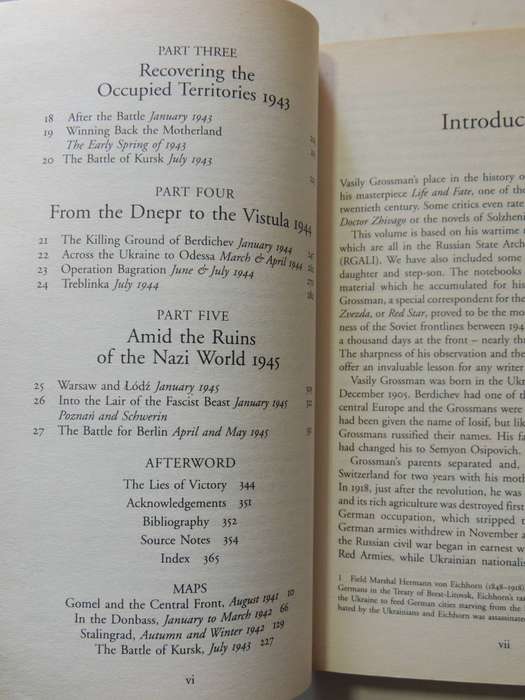 PART THREE
Recovering the
Occupied Territories 1943
18 After the Battle January 1943
19 Winning Back the Motherland
The Early Spring of 1943
20 The Battle of Kursk July 1943
PART FOUR
From the Dnepr to the Vistula 1944
21 The Killing Ground of Berdichev January 1944
22 Across the Ukraine to Odessa March & April 1944
23 Operation Bagration June & July 1944
24 Treblinka July 1944
PART FIVE
Amid the Ruins
of the Nazi World 1945
25 Warsaw and Łódź January 1945
26 Into the Lair of the Fascist Beast January 1945
Poznań and Schwerin
27 The Battle for Berlin April and May 1945
AFTERWORD
The Lies of Victory 344
Acknowledgements 351
Bibliography 352
Source Notes 354
Index 365
MAPS
Gomel and the Central Front, August 1941 10
In the Donbass, January to March 1942 66
Stalingrad, Autumn and Winter 1942 129
The Battle of Kursk, July 1943 227
vi
Introduc
Vasily Grossman's place in the history o
his masterpiece Life and Fate, one of the
twentieth century. Some critics even rate
Doctor Zhivago or the novels of Solzhen
This volume is based on his wartime n
which are all in the Russian State Arch
(RGALI). We have also included some
daughter and step-son. The notebooks
material which he accumulated for his
Grossman, a special correspondent for the
Zvezda, or Red Star, proved to be the mo
ness of the Soviet frontlines between 194
a thousand days at the front – nearly thr
The sharpness of his observation and the
offer an invaluable lesson for any writer
Vasily Grossman was born in the Ukra
December 1905. Berdichev had one of th
central Europe and the Grossmans were
had been given the name of Iosif, but lik
Grossmans russified their names. His fa
had changed his to Semyon Osipovich.
Grossman's parents separated and,
Switzerland for two years with his moth
In 1918, just after the revolution, he was
and its rich agriculture was destroyed first
German occupation, which stripped t
German armies withdrew in November a
the Russian civil war began in earnest w
Red Armies, while Ukrainian nationalis
1 Field Marshal Hermann von Eichhorn (1848–1918)
Germans in the Treaty of Brest-Litovsk, Eichhorn's tas
the Ukraine to feed German cities starving from the
hated by the Ukrainians and Eichhorn was assassinated
vii